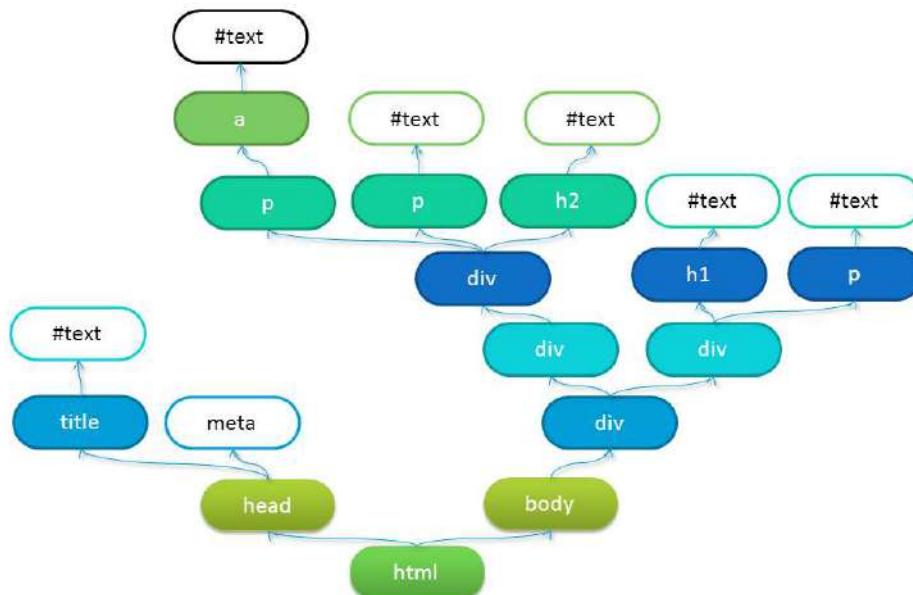 #text
a
#text
#text
p
p
h2
#text
#text
div
h1
p
#text
div
div
title
meta
div
head
body
html